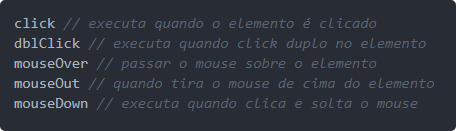 click // executa quando o elemento é clicado
dblClick // executa quando click duplo no elemento
mouseOver // passar o mouse sobre o elemento
mouseOut // quando tira o mouse de cima do elemento
mouseDown // executa quando clica e solta o mouse